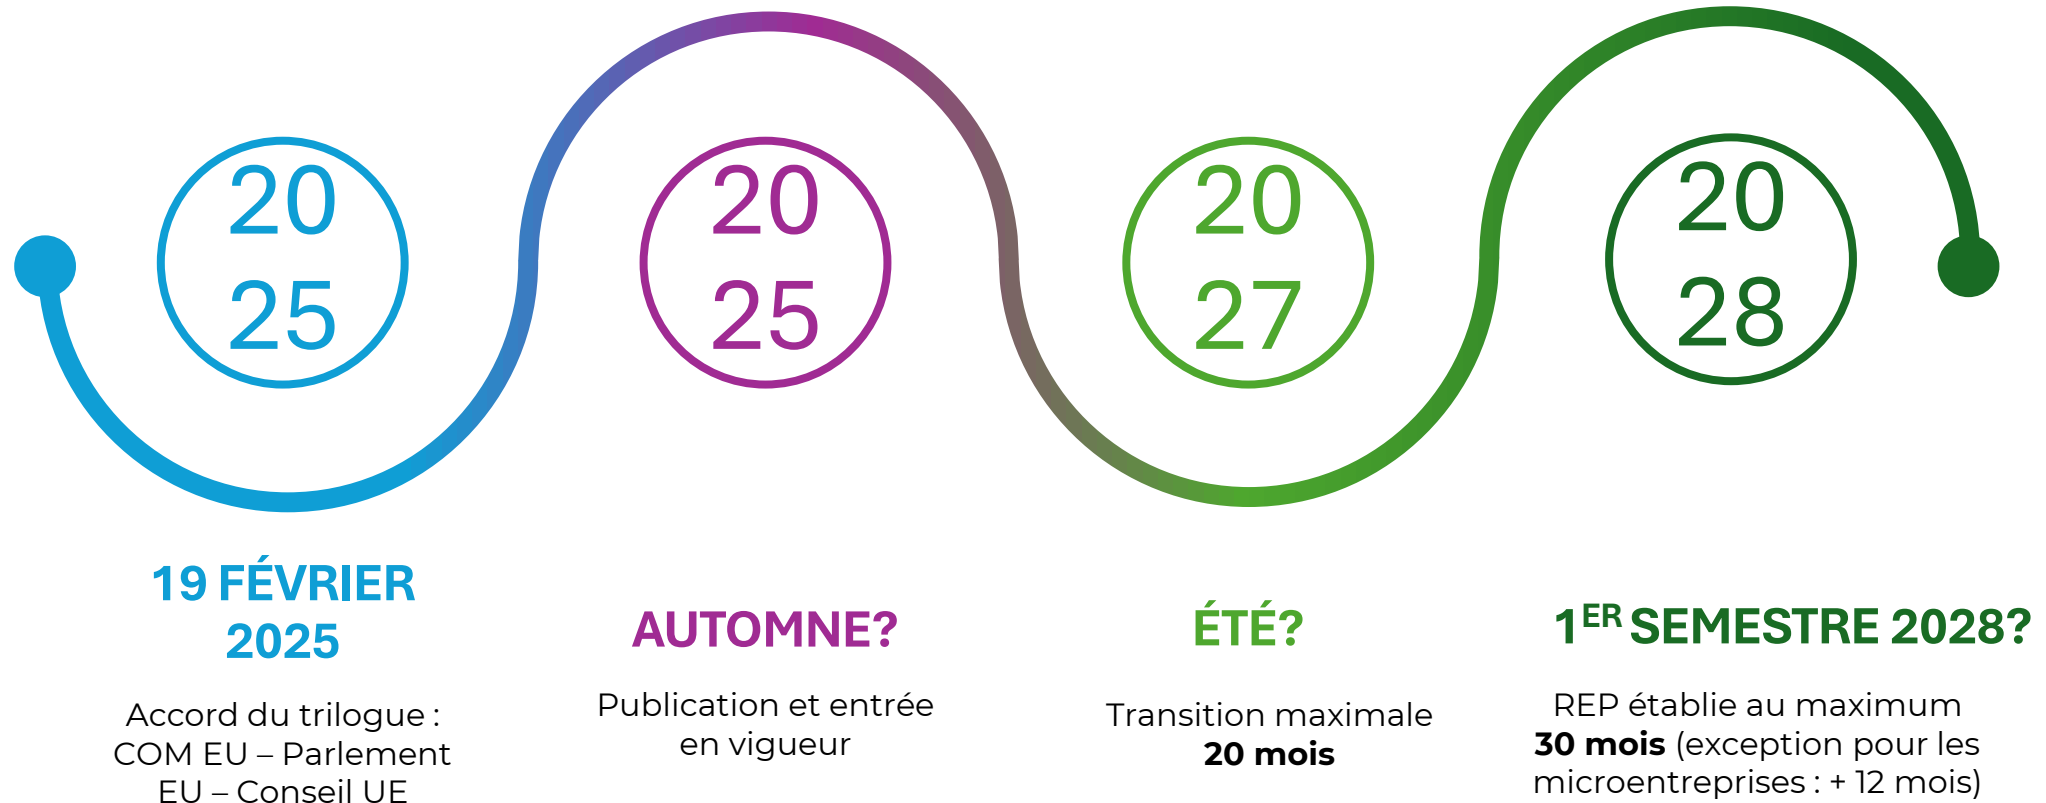 20
25
20
25
20
27
20
28
19 FÉVRIER
2025
Accord du trilogue :
COM EU – Parlement
EU – Conseil UE
AUTOMNE?
Publication et entrée
en vigueur
ÉTÉ?
Transition maximale
20 mois
1ER SEMESTRE 2028?
REP établie au maximum
30 mois (exception pour les
microentreprises : + 12 mois)